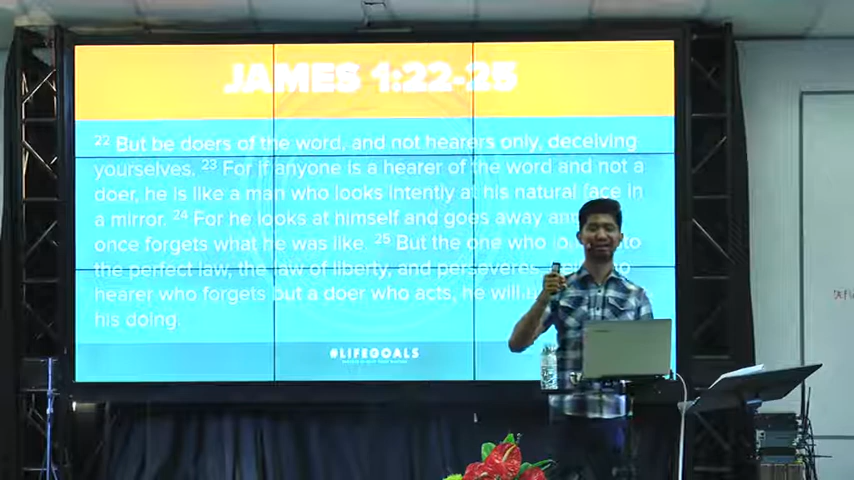 JAMES 1:22-25
22 But be doers of the word, and not hearers only, deceiving
yourselves. 23 For if anyone is a hearer of the word and not a
doer, he is like a man who looks intently at his natural face in
a mirror. 24 For he looks at himself and goes away and
once forgets what he was like. 25 But the one who to
the perfect law, the law of liberty, and perseveres
hearer who forgets but a doer who acts, he will
his doing.
#LIFEGOALS